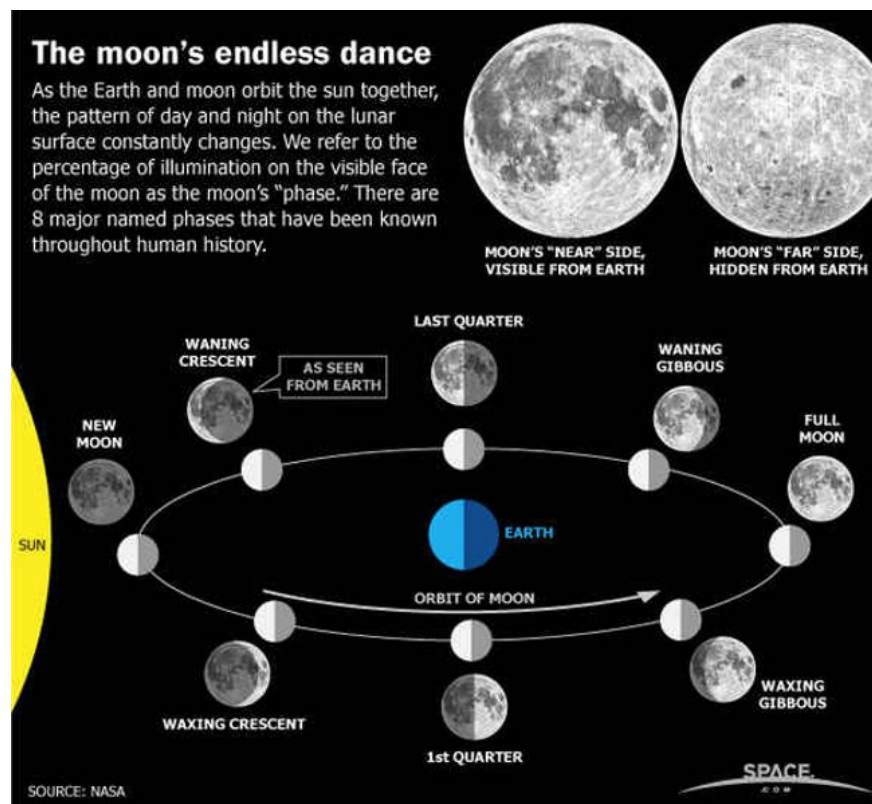 The moon's endless dance
As the Earth and moon orbit the sun together,
the pattern of day and night on the lunar
surface constantly changes. We refer to the
percentage of illumination on the visible face
of the moon as the moon's “phase.” There are
8 major named phases that have been known
throughout human history.
MOON'S “NEAR” SIDE,
VISIBLE FROM EARTH
MOON'S “FAR” SIDE,
HIDDEN FROM EARTH
LAST QUARTER
WANING
CRESCENT
AS SEEN
FROM EARTH
WANING
GIBBOUS
NEW
MOON
FULL
MOON
SUN
EARTH
ORBIT OF MOON
WAXING CRESCENT
1st QUARTER
WAXING
GIBBOUS
SOURCE: NASA
SPACE
.COM